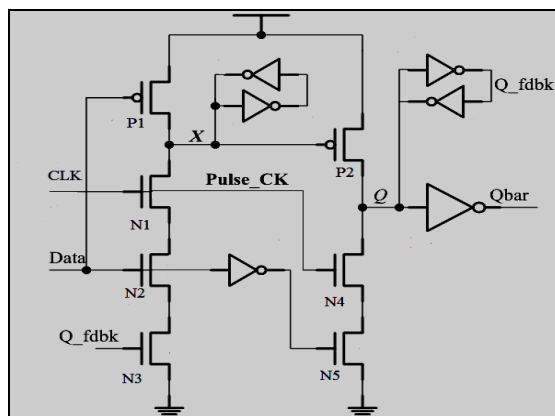 Q_fdbk
P1
X
P2
CLK
Pulse_CK
Q
Qbar
N1
Data
N2
N4
Q_fdbk
N3
N5